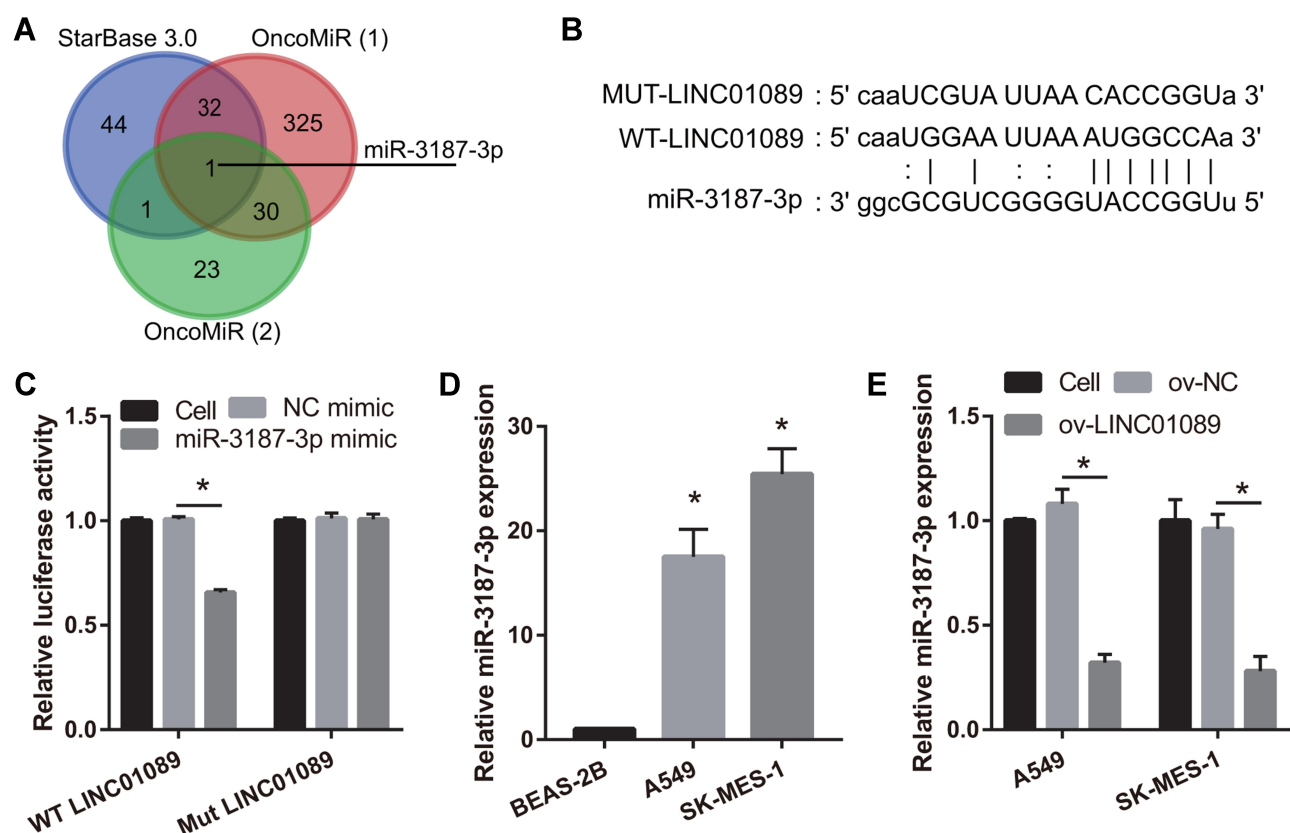 A
StarBase 3.0
OncoMiR (1)
44
32
325
1
miR-3187-3p
1
30
23
OncoMiR (2)
B
MUT-LINC01089 : 5' caaUCGUA UUAA CACCGGUa 3'
WT-LINC01089 : 5' caaUGGAA UUAA AUGGCCAa 3'
: | | : : | | | | | | |
miR-3187-3p : 3' ggcGCGUCGGGGUACCGGUu 5'
C
Cell
NC mimic
miR-3187-3p mimic
Relative luciferase activity
1.5
1.0
0.5
0.0
*
WT LINC01089
Mut LINC01089
D
Relative miR-3187-3p expression
30
20
10
0
*
*
BEAS-2B
A549
SK-MES-1
E
Cell
ov-NC
ov-LINC01089
Relative miR-3187-3p expression
1.5
1.0
0.5
0.0
*
*
A549
SK-MES-1